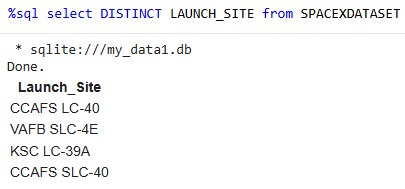 %sql select DISTINCT LAUNCH_SITE from SPACEXDATASET
* sqlite:///my_data1.db
Done.
Launch_Site
CCAFS LC-40
VAFB SLC-4E
KSC LC-39A
CCAFS SLC-40